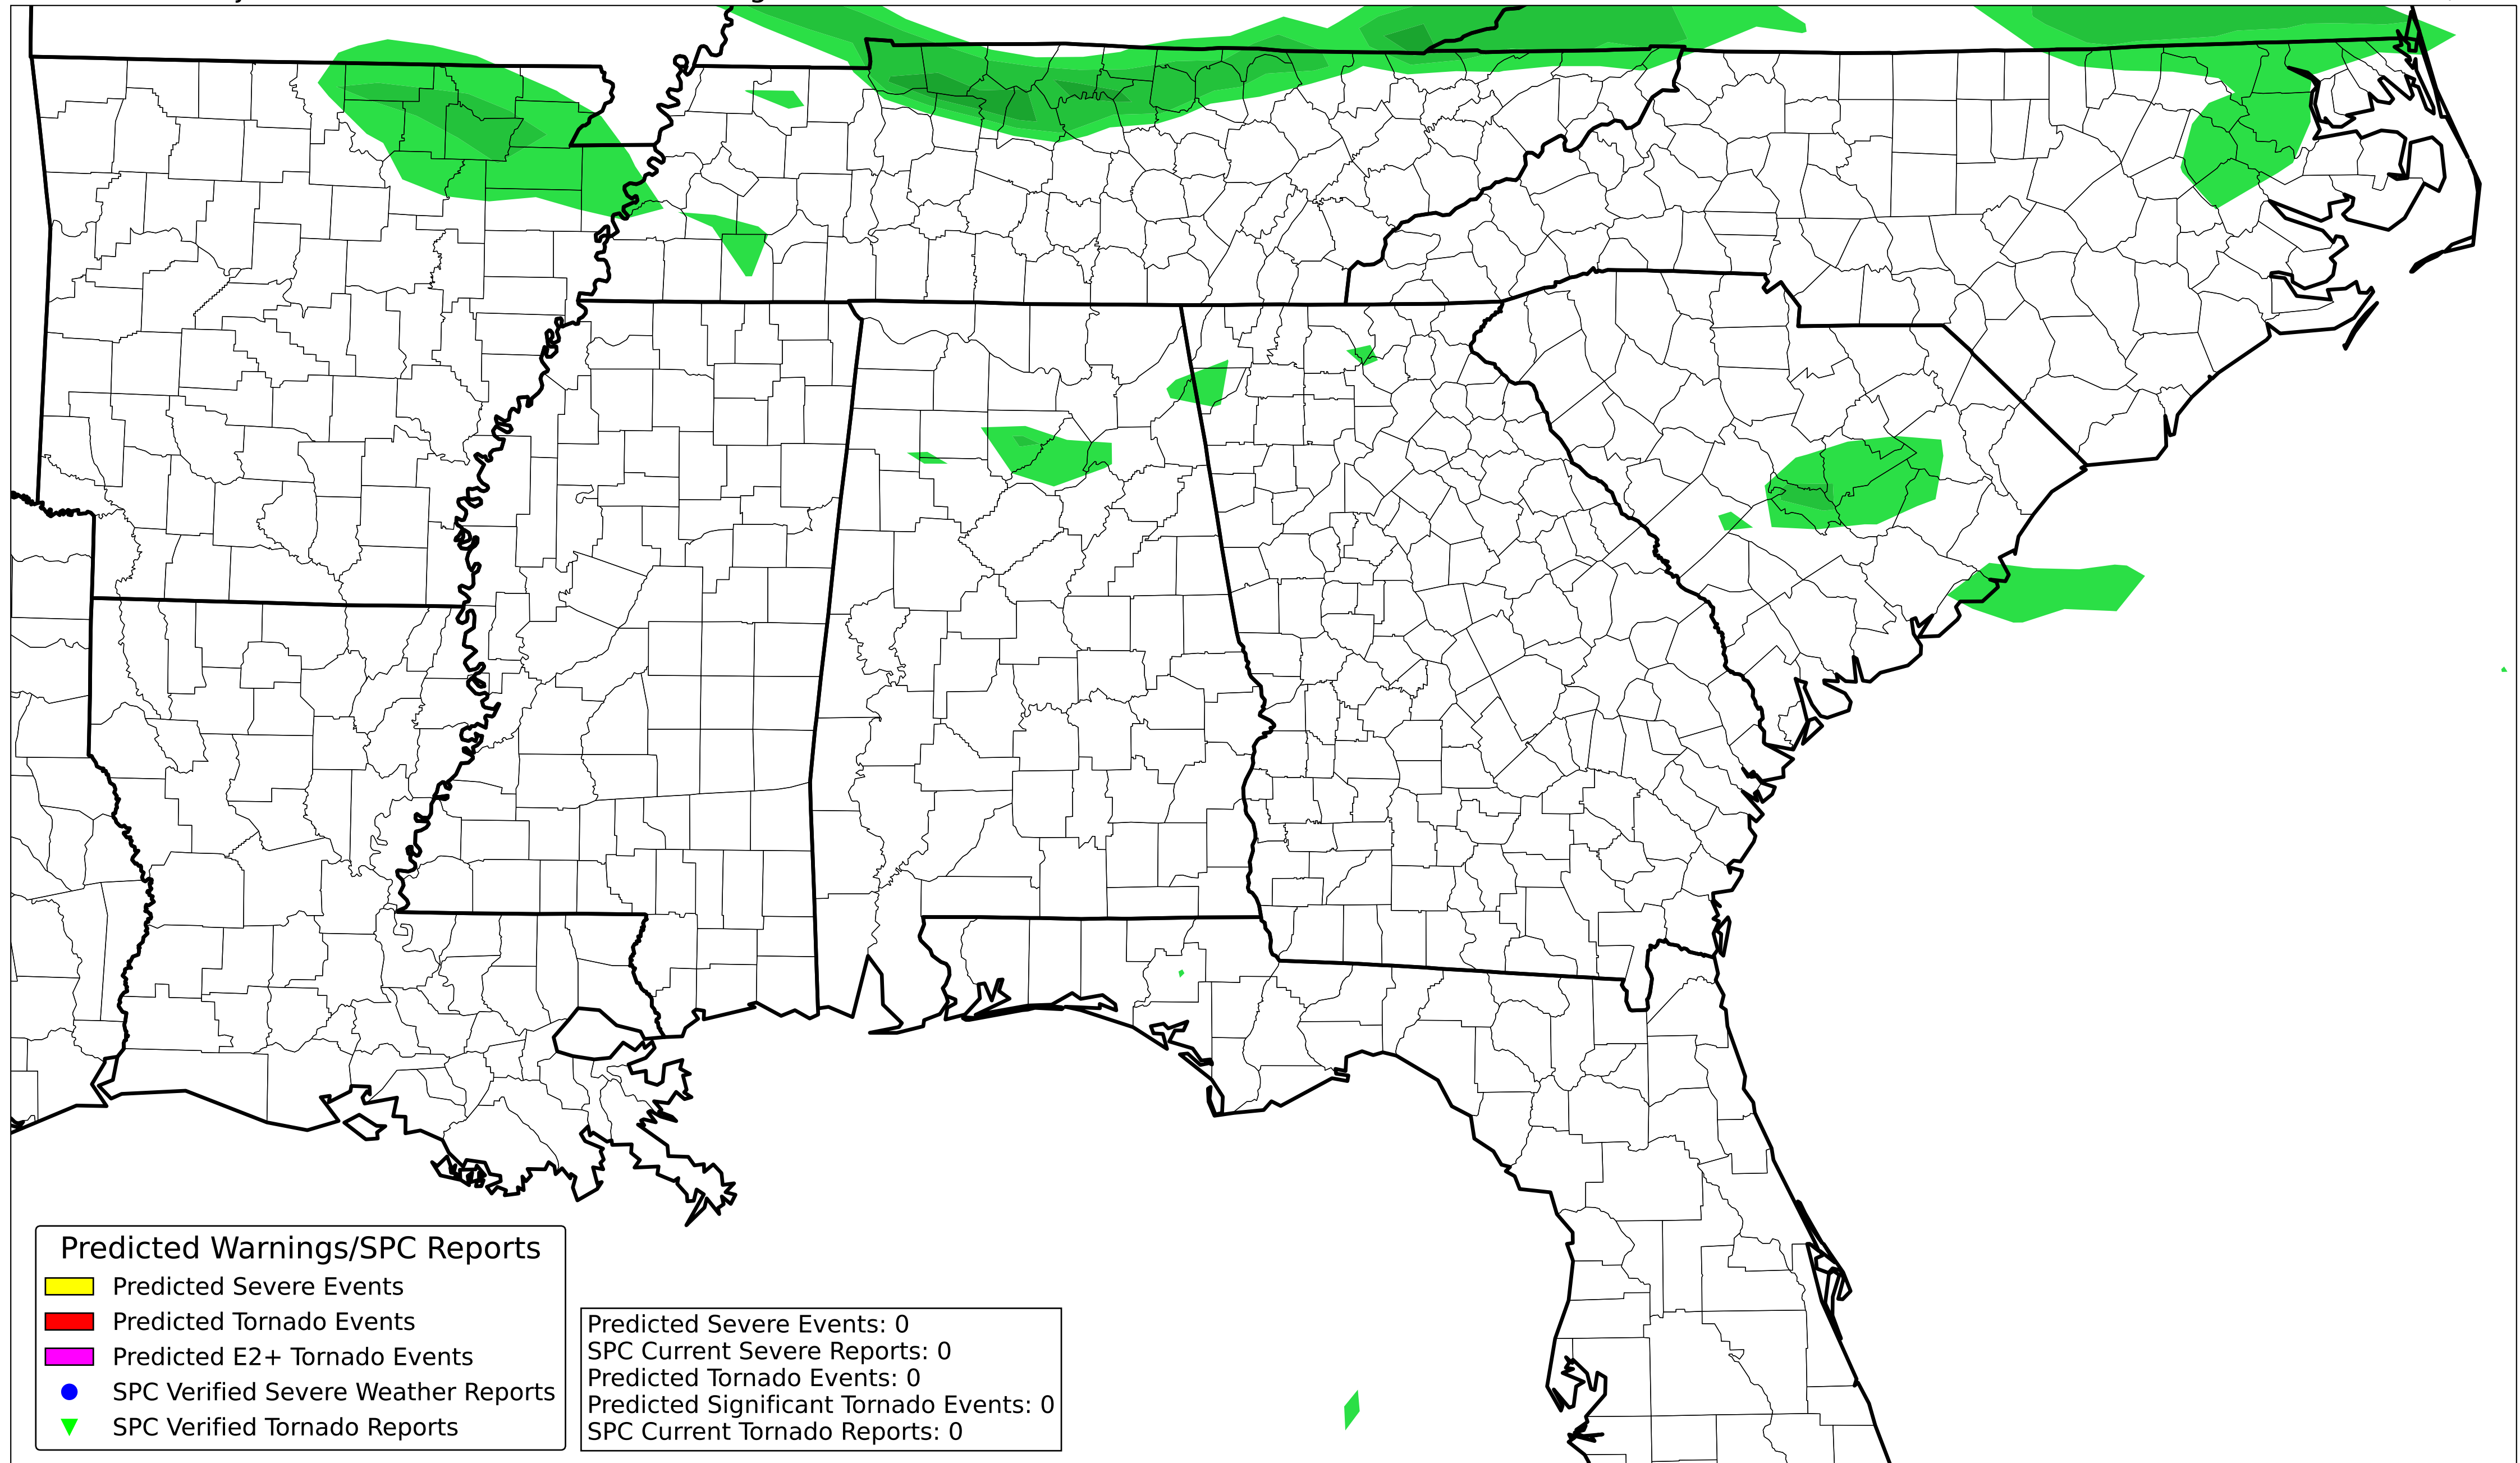 Predicted Warnings/SPC Reports
Predicted Severe Events
Predicted Tornado Events
Predicted E2+ Tornado Events
SPC Verified Severe Weather Reports
SPC Verified Tornado Reports
Predicted Severe Events: 0
SPC Current Severe Reports: 0
Predicted Tornado Events: 0
Predicted Significant Tornado Events: 0
SPC Current Tornado Reports: 0